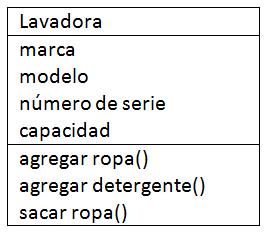 Lavadora
marca
modelo
número de serie
capacidad
agregar ropa()
agregar detergente()
sacar ropa()